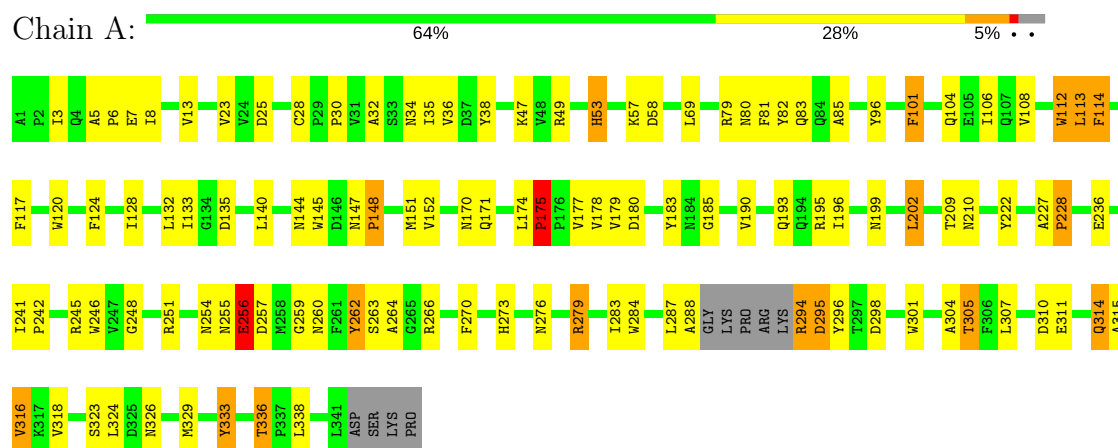 Chain A:
64% 28% 5% • •
A1 P2 I3 Q4 A5 P6 E7 I8 V13 V23 V24 D25 C28 P29 P30 V31 A32 S33 N34 I35 V36 D37 Y38 K47 V48 R49 H53 K57 D58 L69 R79 N80 F81 Y82 Q83 Q84 A85 Y96 F101 Q104 E105 I106 Q107 V108 W112 L113 F114
F117 W120 F124 I128 L132 I133 G134 D135 L140 N144 W145 D146 N147 P148 M151 V152 N170 Q171 L174 P175 P176 V177 V178 V179 D180 Y183 N184 G185 V190 Q193 Q194 R195 I196 N199 L202 T209 N210 Y222 A227 P228 E236
I241 P242 R245 W246 V247 G248 R251 N254 N255 E256 D257 M258 G259 N260 F261 Y262 S263 A264 G265 R266 F270 H273 N276 R279 I283 W284 L287 A288 GLY LYS PRO ARG LYS R294 D295 Y296 T297 D298 W301 A304 T305 F306 L307 D310 E311 Q314 A315
V316 K317 V318 S323 L324 D325 N326 M329 Y333 T336 P337 L338 L341 ASP SER LYS PRO